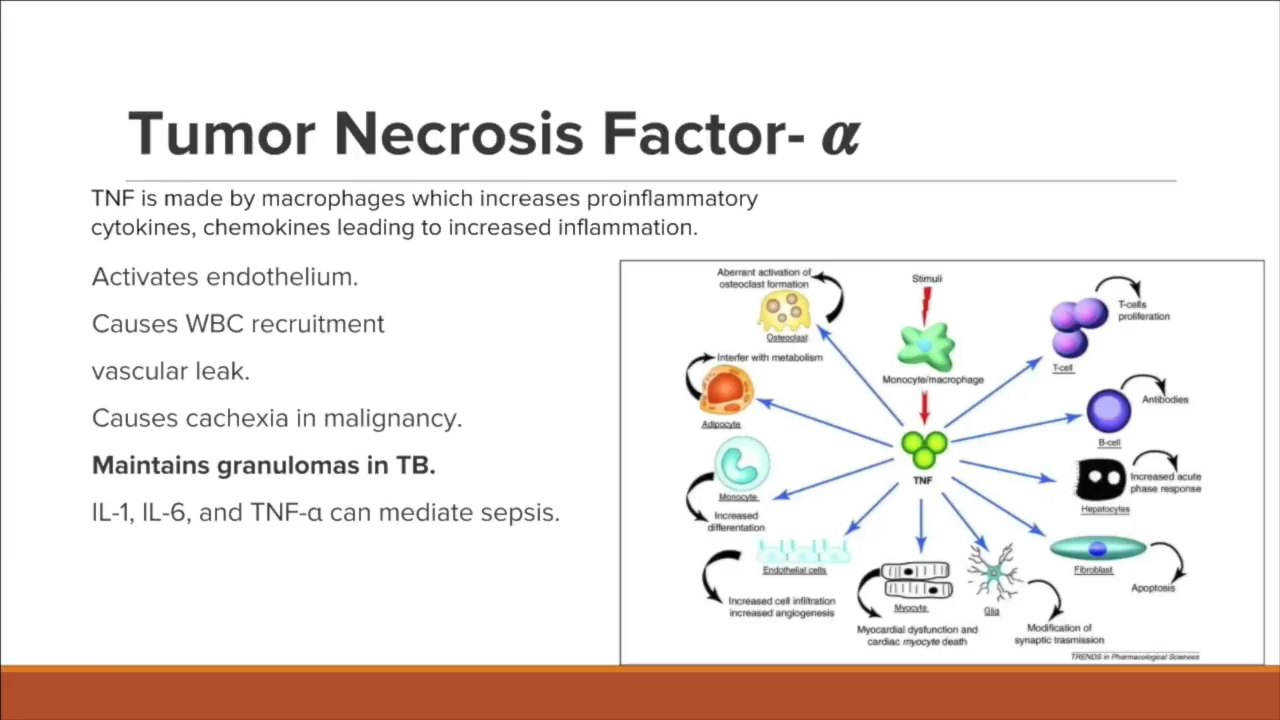 Tumor Necrosis Factor- α
TNF is made by macrophages which increases proinflammatory
cytokines, chemokines leading to increased inflammation.
Activates endothelium.
Causes WBC recruitment
vascular leak.
Causes cachexia in malignancy.
Maintains granulomas in TB.
IL-1, IL-6, and TNF-α can mediate sepsis.
Aberrant activation of
osteoclast formation
Osteoclast
Stimuli
Monocyte/macrophage
T-cells
proliferation
T-cell
Interfer with metabolism
Adipocyte
Antibodies
B-cell
TNF
Monocyte
Increased
differentation
Increased acute
phase response
Hepatocytes
Endothelial cells
Increased cell infiltration
increased angiogenesis
Myocyte
Myocardial dysfunction and
cardiac myocyte death
Glia
Modification of
synaptic trasmission
Fibroblast
Apoptosis
TRENDS in Pharmacological Sciences